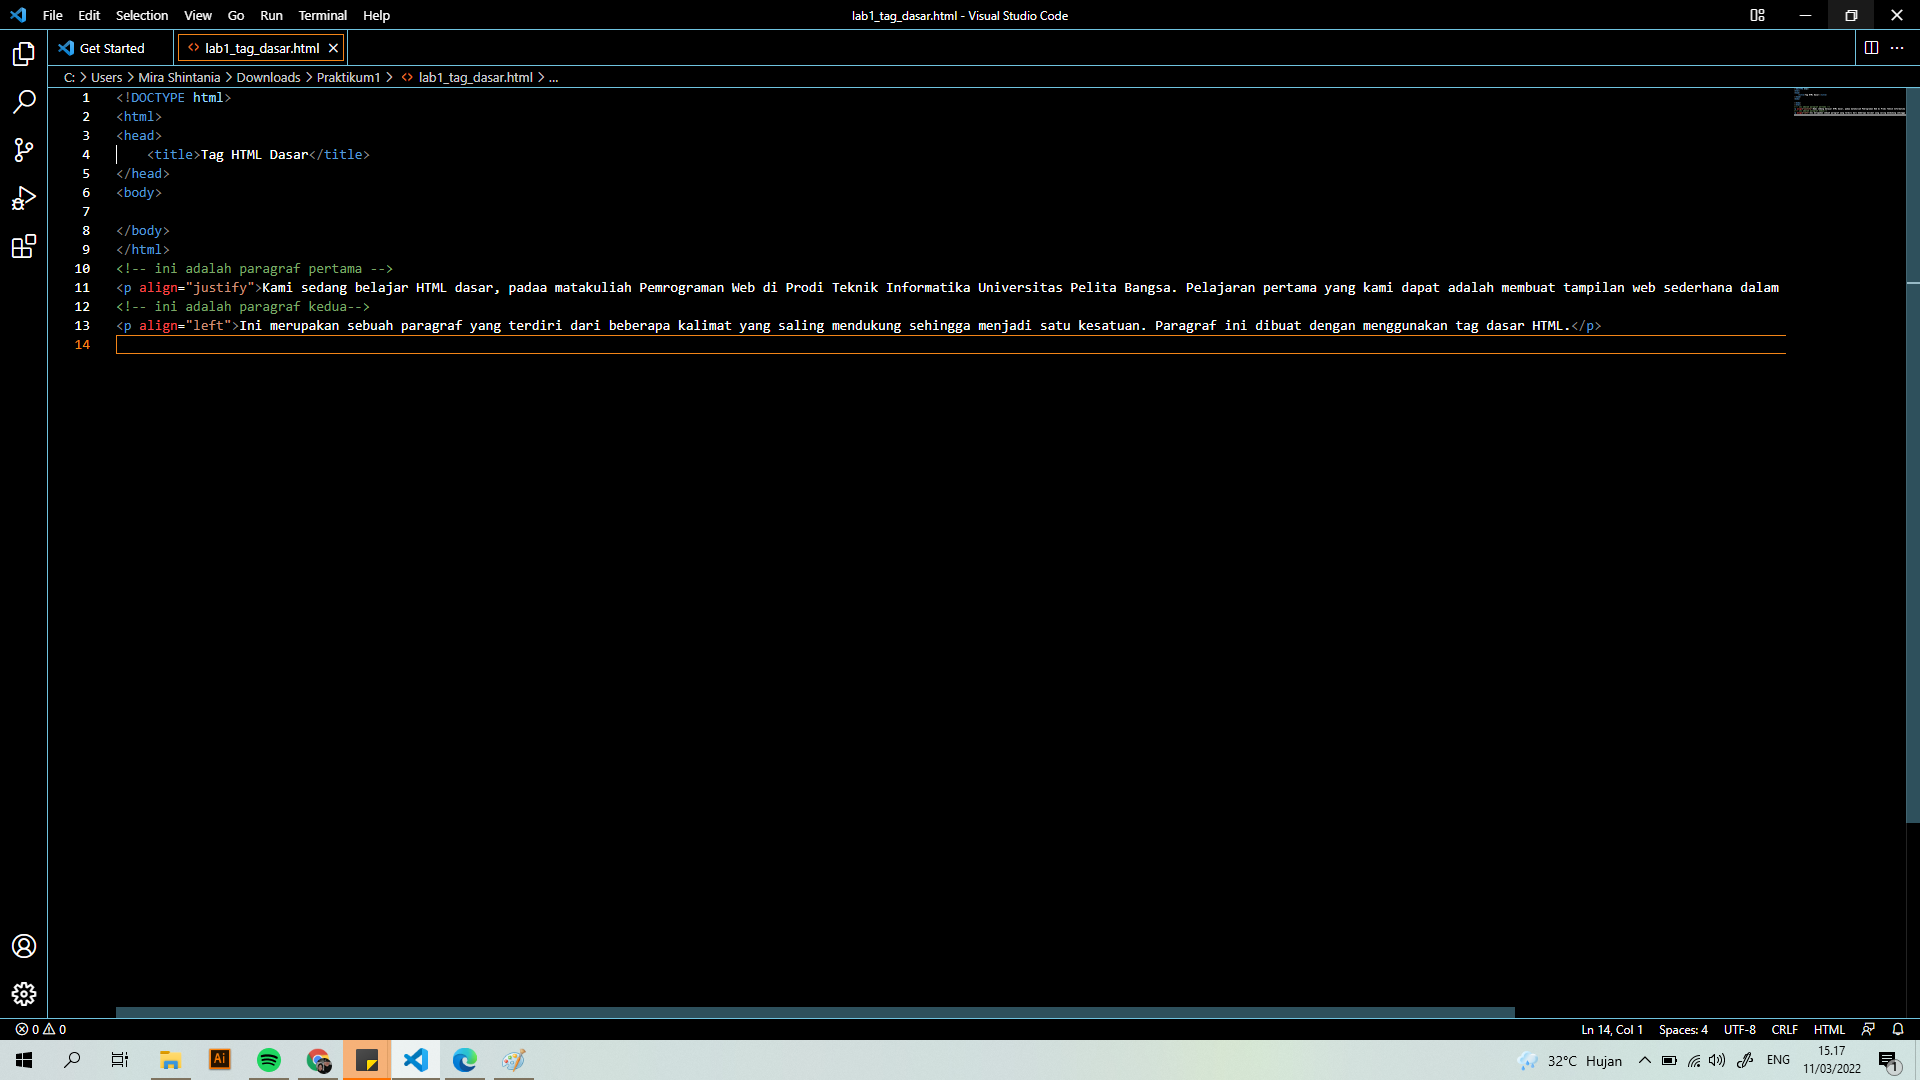 File Edit Selection View Go Run Terminal Help
lab1_tag_dasar.html - Visual Studio Code
Get Started
lab1_tag_dasar.html
C: > Users > Mira Shintania > Downloads > Praktikum1 > lab1_tag_dasar.html > ...
1 <!DOCTYPE html>
2 <html>
3 <head>
4     <title>Tag HTML Dasar</title>
5 </head>
6 <body>
7
8 </body>
9 </html>
10 <!-- ini adalah paragraf pertama -->
11 <p align="justify">Kami sedang belajar HTML dasar, padaa matakuliah Pemrograman Web di Prodi Teknik Informatika Universitas Pelita Bangsa. Pelajaran pertama yang kami dapat adalah membuat tampilan web sederhana dalam
12 <!-- ini adalah paragraf kedua-->
13 <p align="left">Ini merupakan sebuah paragraf yang terdiri dari beberapa kalimat yang saling mendukung sehingga menjadi satu kesatuan. Paragraf ini dibuat dengan menggunakan tag dasar HTML.</p>
14
0 0
Ln 14, Col 1 Spaces: 4 UTF-8 CRLF HTML
Ai
32°C Hujan
ENG
15.17
11/03/2022
1